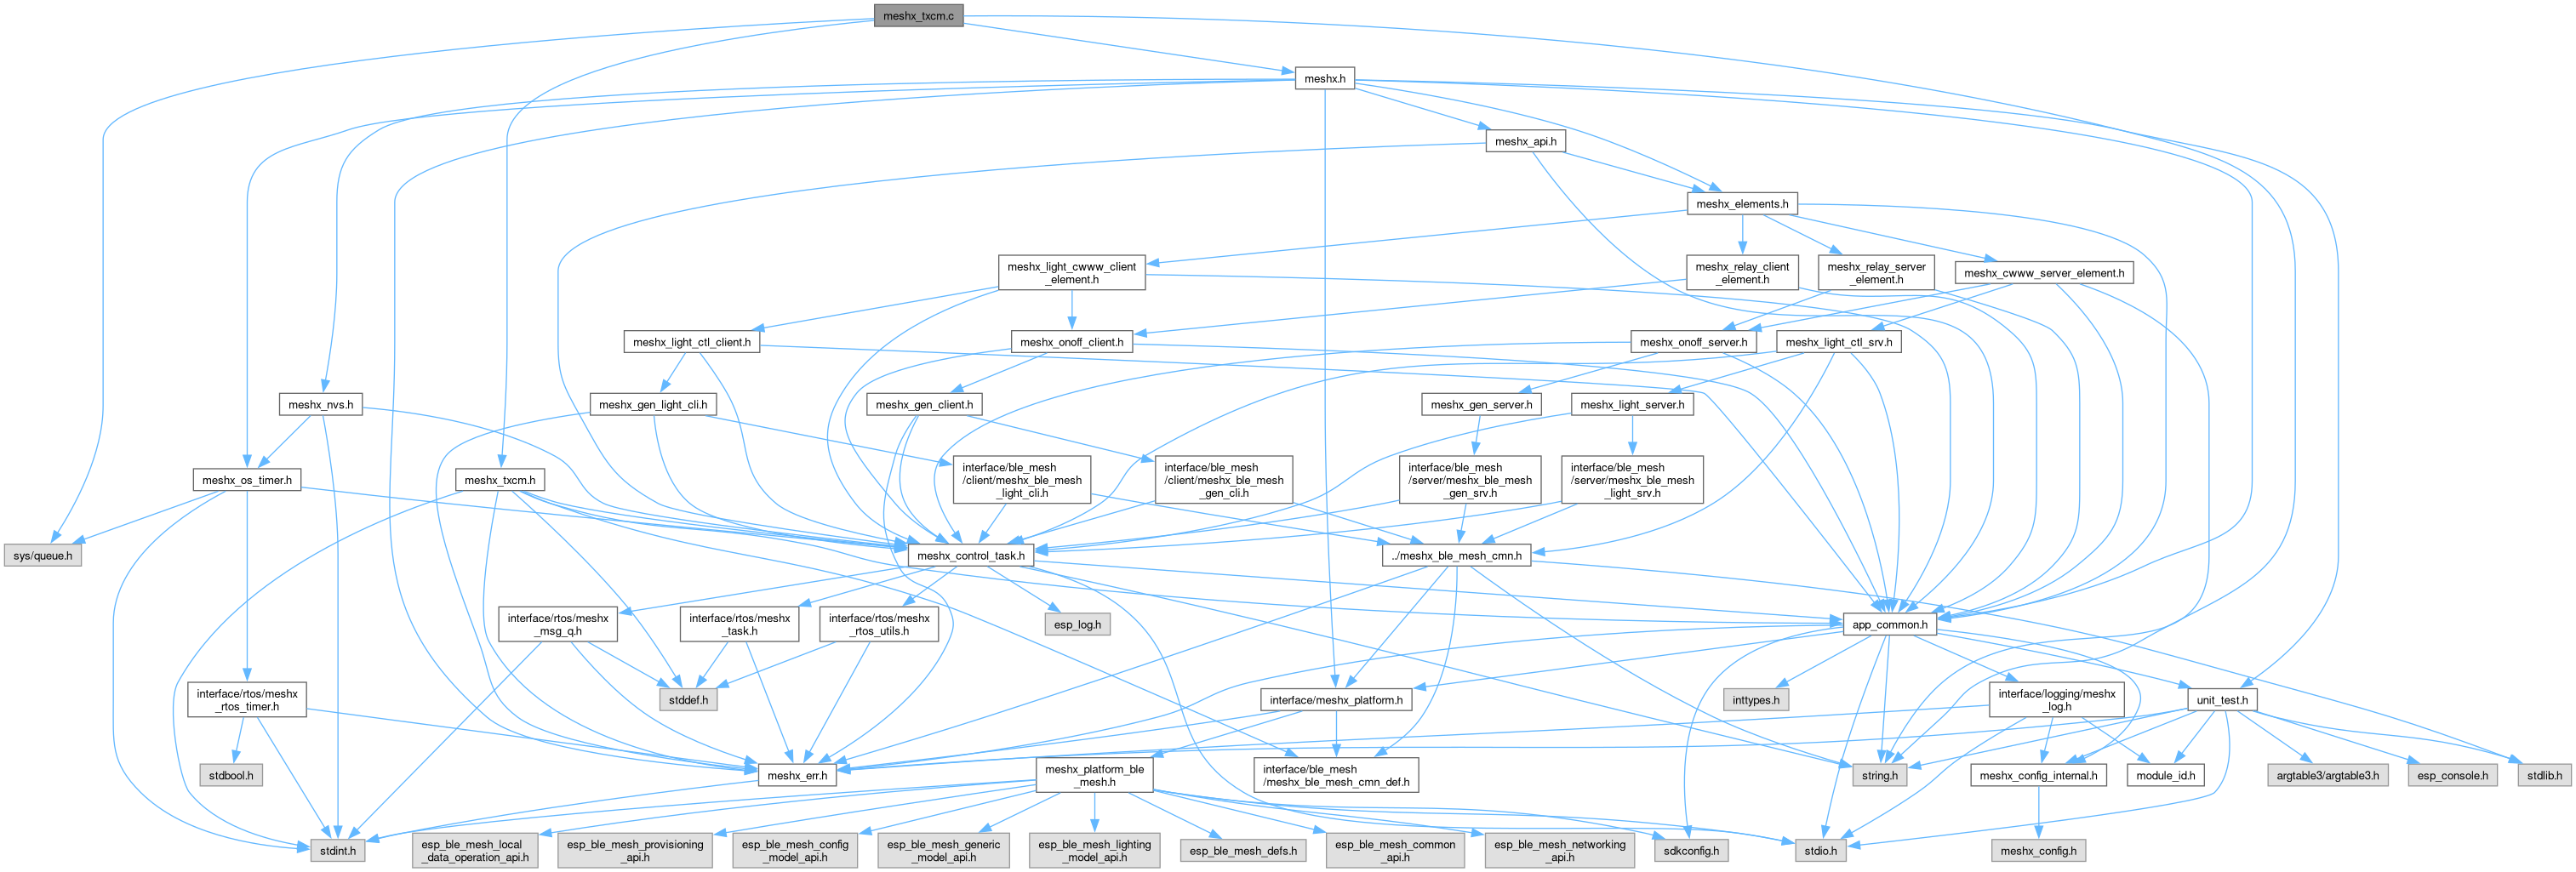 meshx_txcm.c
meshx.h
meshx_api.h
meshx_elements.h
meshx_light_cwww_client
_element.h
meshx_relay_client
_element.h
meshx_relay_server
_element.h
meshx_cwww_server_element.h
meshx_light_ctl_client.h
meshx_onoff_client.h
meshx_onoff_server.h
meshx_light_ctl_srv.h
meshx_nvs.h
meshx_gen_light_cli.h
meshx_gen_client.h
meshx_gen_server.h
meshx_light_server.h
meshx_os_timer.h
meshx_txcm.h
interface/ble_mesh
/client/meshx_ble_mesh
_light_cli.h
interface/ble_mesh
/client/meshx_ble_mesh
_gen_cli.h
interface/ble_mesh
/server/meshx_ble_mesh
_gen_srv.h
interface/ble_mesh
/server/meshx_ble_mesh
_light_srv.h
sys/queue.h
meshx_control_task.h
../meshx_ble_mesh_cmn.h
interface/rtos/meshx
_msg_q.h
interface/rtos/meshx
_task.h
interface/rtos/meshx
_rtos_utils.h
esp_log.h
app_common.h
interface/rtos/meshx
_rtos_timer.h
stddef.h
interface/meshx_platform.h
inttypes.h
interface/logging/meshx
_log.h
unit_test.h
stdbool.h
meshx_err.h
meshx_platform_ble
_mesh.h
interface/ble_mesh
/meshx_ble_mesh_cmn_def.h
string.h
meshx_config_internal.h
module_id.h
argtable3/argtable3.h
esp_console.h
stdlib.h
stdint.h
esp_ble_mesh_local
_data_operation_api.h
esp_ble_mesh_provisioning
_api.h
esp_ble_mesh_config
_model_api.h
esp_ble_mesh_generic
_model_api.h
esp_ble_mesh_lighting
_model_api.h
esp_ble_mesh_defs.h
esp_ble_mesh_common
_api.h
esp_ble_mesh_networking
_api.h
sdkconfig.h
stdio.h
meshx_config.h